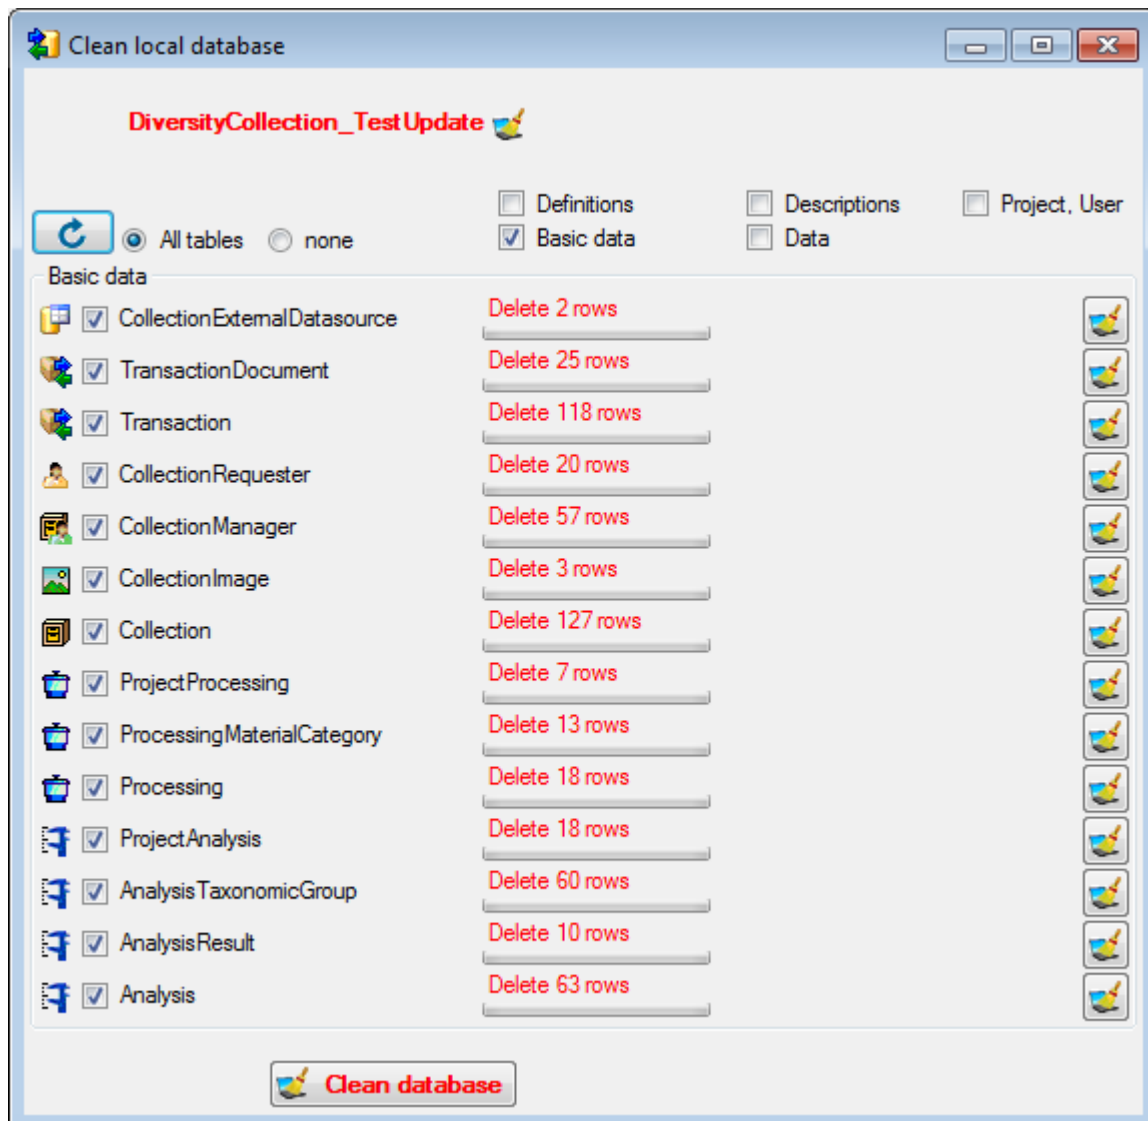 Clean local database
DiversityCollection_TestUpdate
Definitions Descriptions Project, User
All tables none Basic data Data
Basic data
CollectionExternalDatasource Delete 2 rows
TransactionDocument Delete 25 rows
Transaction Delete 118 rows
CollectionRequester Delete 20 rows
CollectionManager Delete 57 rows
CollectionImage Delete 3 rows
Collection Delete 127 rows
ProjectProcessing Delete 7 rows
ProcessingMaterialCategory Delete 13 rows
Processing Delete 18 rows
ProjectAnalysis Delete 18 rows
AnalysisTaxonomicGroup Delete 60 rows
AnalysisResult Delete 10 rows
Analysis Delete 63 rows
Clean database